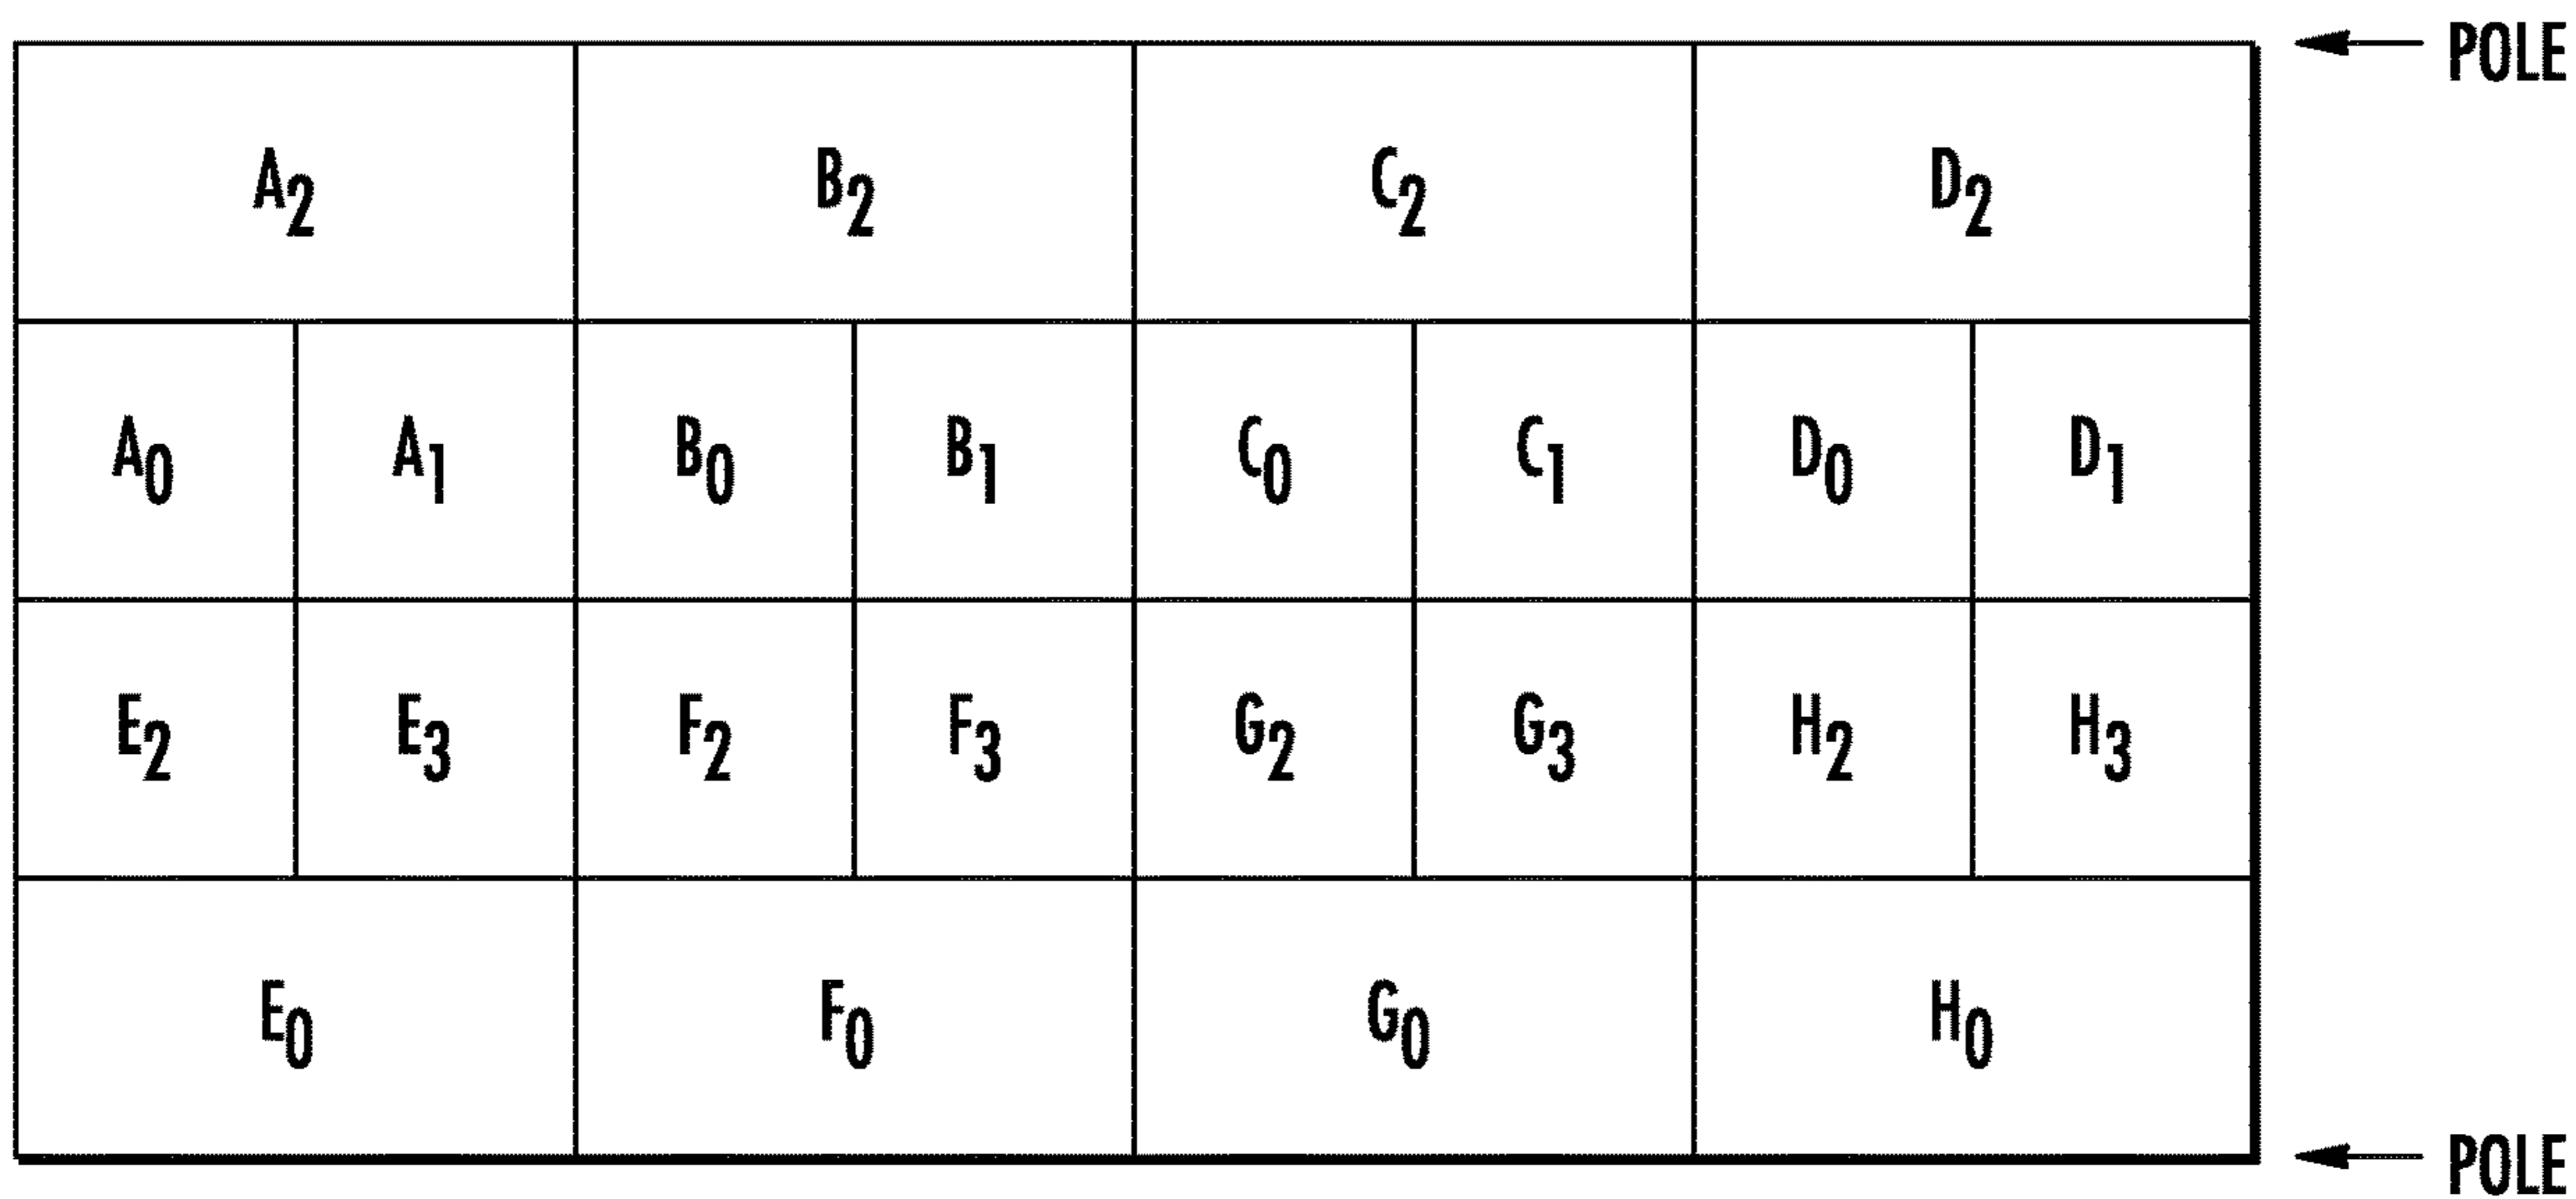 POLE
A2 B2 C2 D2
A0 A1 B0 B1 C0 C1 D0 D1
E2 E3 F2 F3 G2 G3 H2 H3
E0 F0 G0 H0
POLE